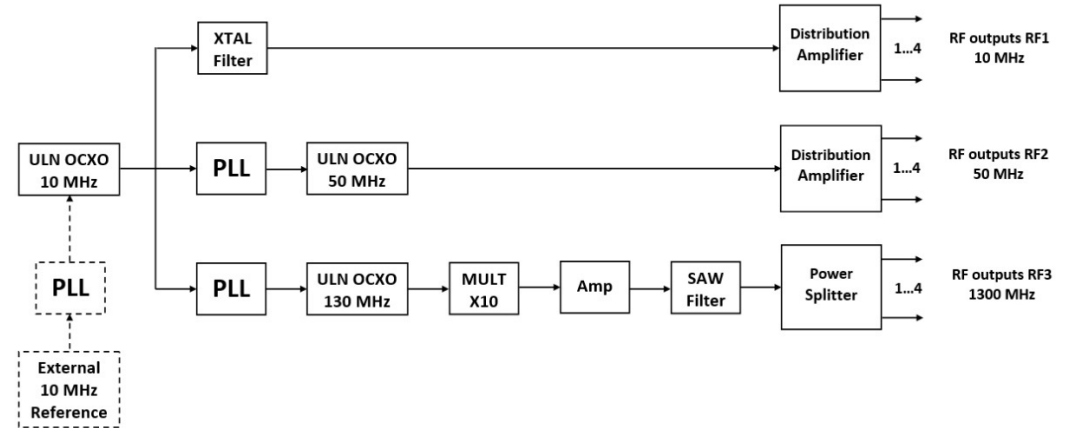 XTAL
Filter
Distribution
Amplifier
1...4
RF outputs RF1
10 MHz
ULN OCXO
10 MHz
PLL
ULN OCXO
50 MHz
Distribution
Amplifier
1...4
RF outputs RF2
50 MHz
PLL
ULN OCXO
130 MHz
MULT
X10
Amp
SAW
Filter
Power
Splitter
1...4
RF outputs RF3
1300 MHz
PLL
External
10 MHz
Reference